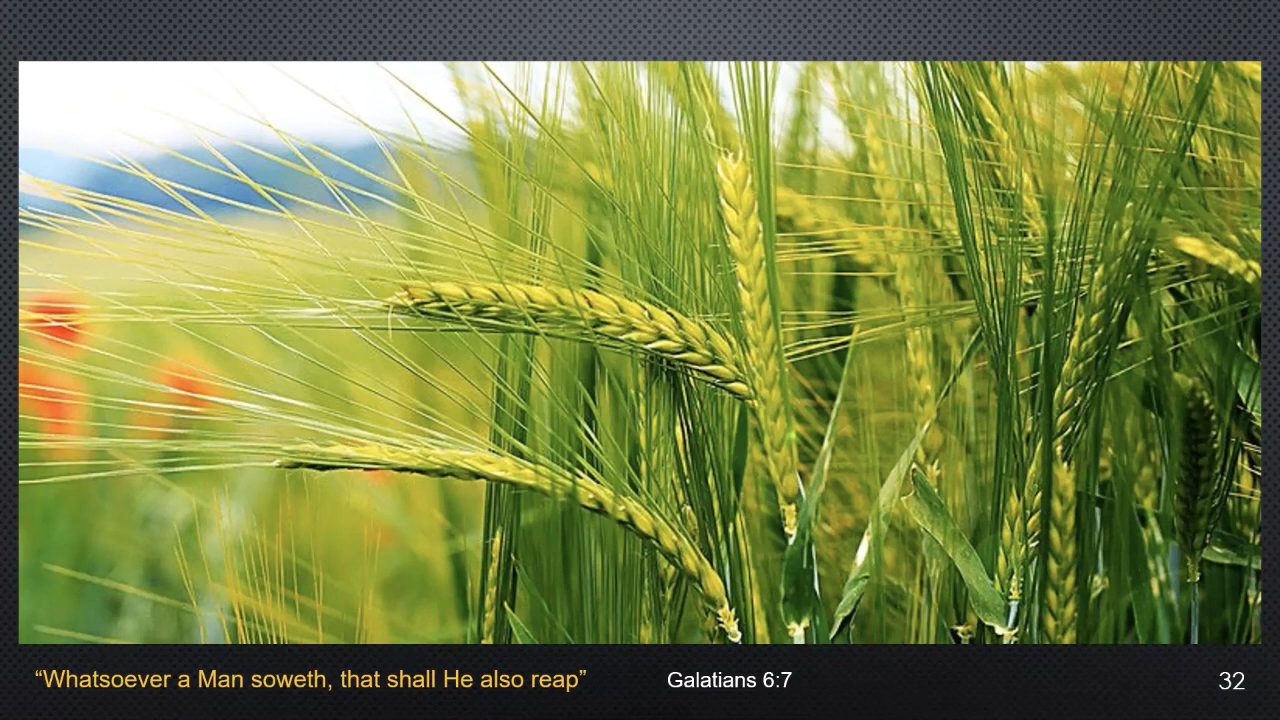 “Whatsoever a Man soweth, that shall He also reap” Galatians 6:7 32